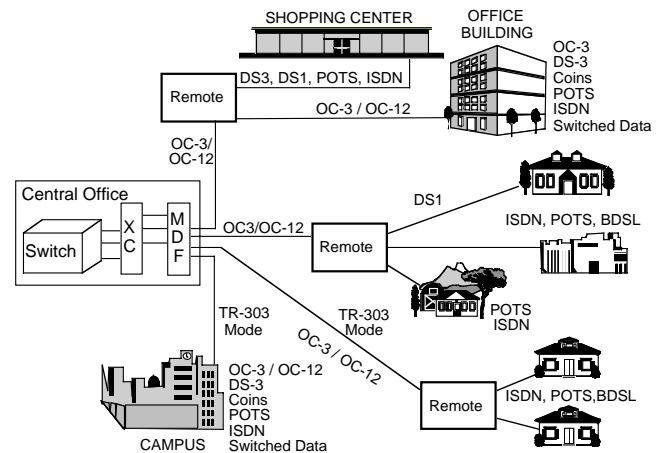 SHOPPING CENTER
OFFICE
BUILDING
OC-3
DS-3
Coins
POTS
ISDN
Switched Data
DS3, DS1, POTS, ISDN
Remote
OC-3 / OC-12
OC-3/
OC-12
Central Office
Switch
X
C
M
D
F
OC3/OC-12
Remote
DS1
ISDN, POTS, BDSL
POTS
ISDN
TR-303
Mode
TR-303
Mode
OC-3 / OC-12
OC-3 / OC-12
DS-3
Coins
POTS
ISDN
Switched Data
CAMPUS
Remote
ISDN, POTS,BDSL